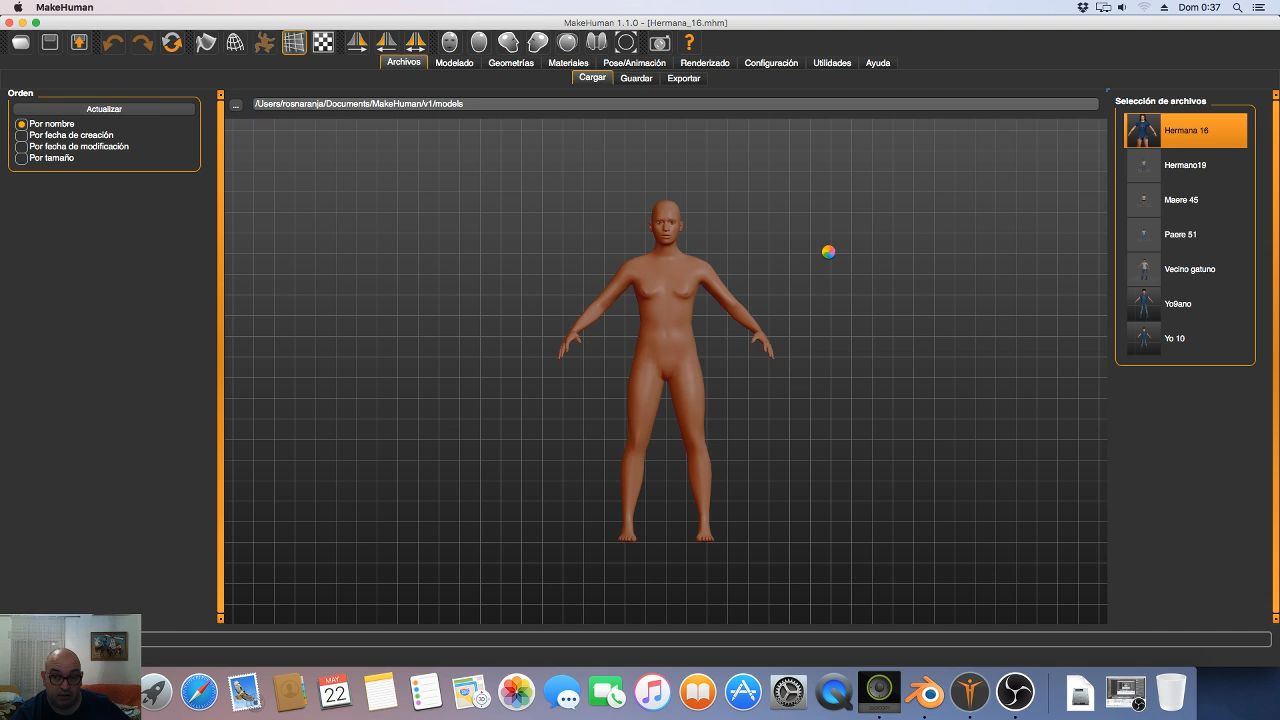 MakeHuman
Dom 0:37
MakeHuman 1.1.0 - [Hermana_16.mhm]
Archivos Modelado Geometrías Materiales Pose/Animación Renderizado Configuración Utilidades Ayuda
Cargar Guardar Exportar
Orden
Actualizar
Por nombre
Por fecha de creación
Por fecha de modificación
Por tamaño
... /Users/rosnaranja/Documents/MakeHuman/v1/models
Selección de archivos
Hermana 16
Hermano19
Maere 45
Paere 51
Vecino gatuno
Yo9ano
Yo 10
MAY
22